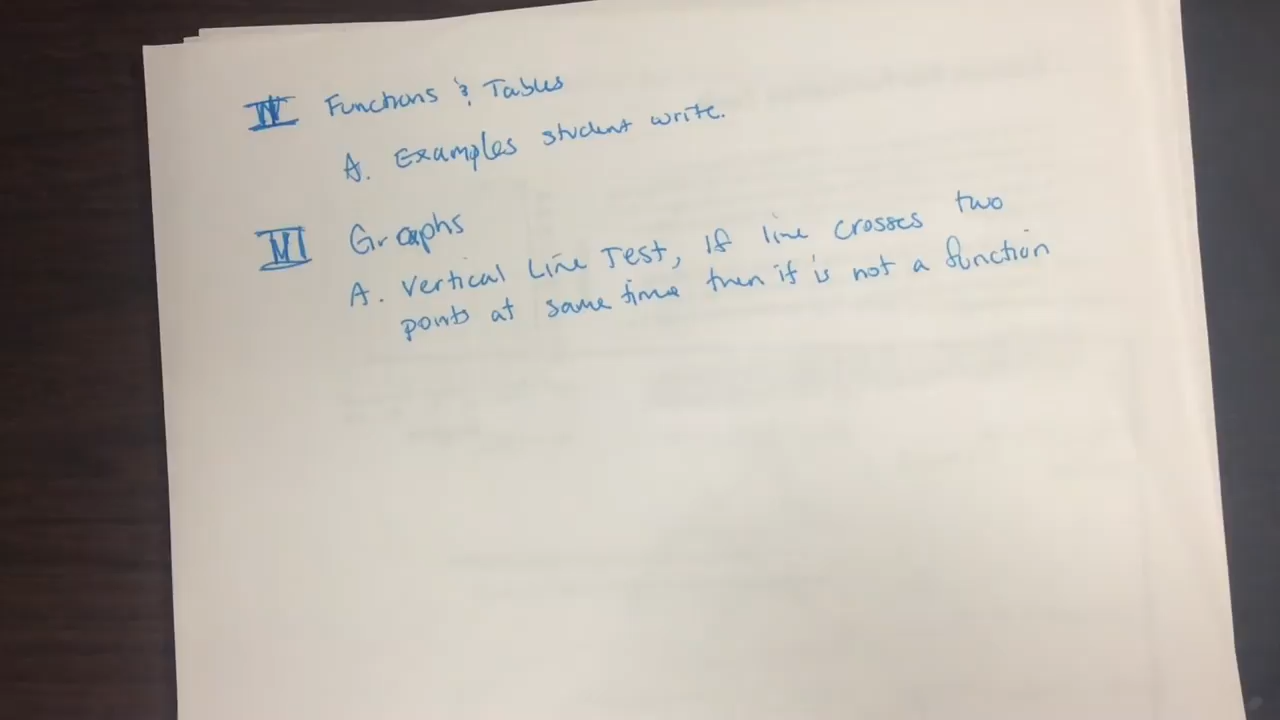 IV Functions & Tables
A. Examples student write.
VI Graphs
A. Vertical Line Test, if line crosses two
points at same time then it is not a function